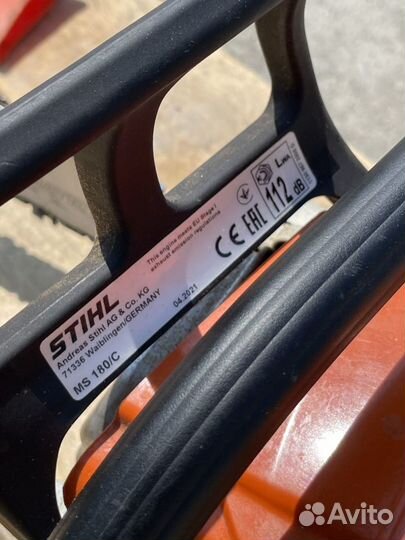 STIHL
Andreas Stihl AG & Co. KG
71336 Waiblingen/GERMANY
MS 180/C
04.2021
This engine meets EU Stage I
exhaust emission regulations
CE EAC
LWA
112 dB
Avito